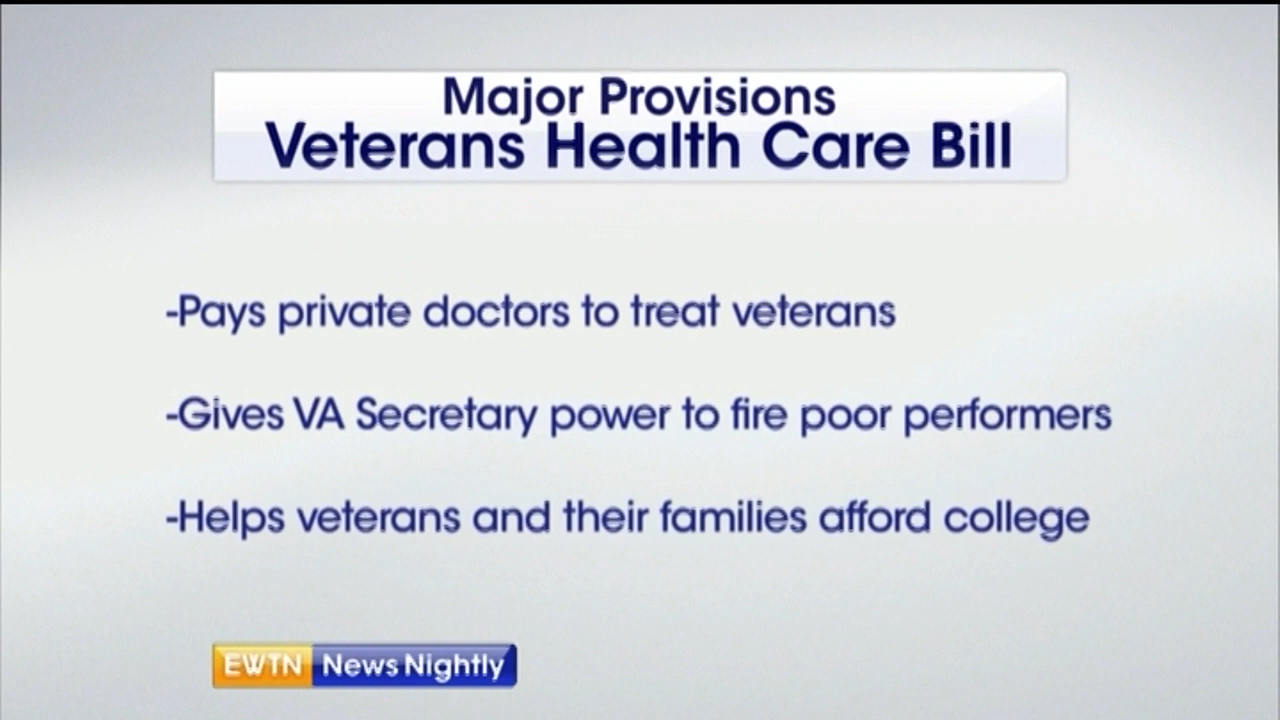 Major Provisions
Veterans Health Care Bill
-Pays private doctors to treat veterans
-Gives VA Secretary power to fire poor performers
-Helps veterans and their families afford college
EWTN News Nightly